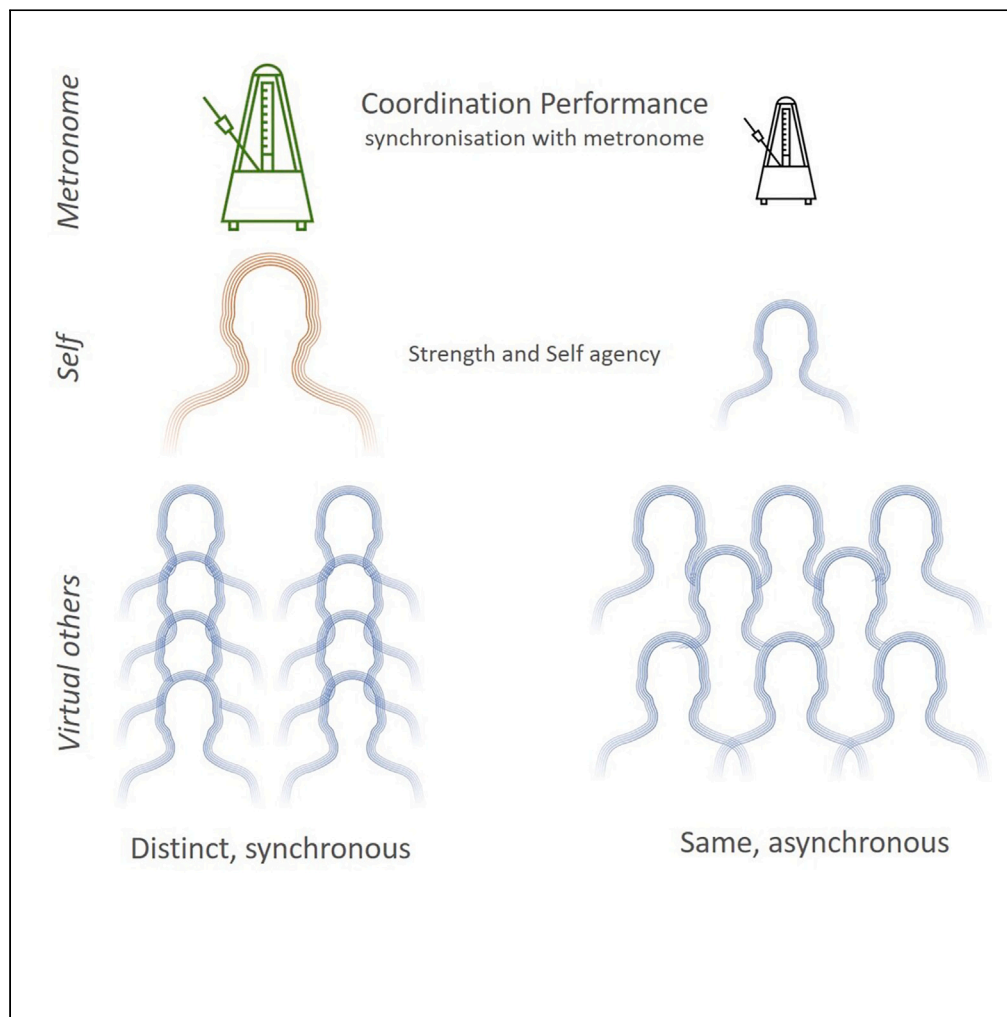 Metronome
Coordination Performance
synchronisation with metronome
Self
Strength and Self agency
Virtual others
Distinct, synchronous
Same, asynchronous